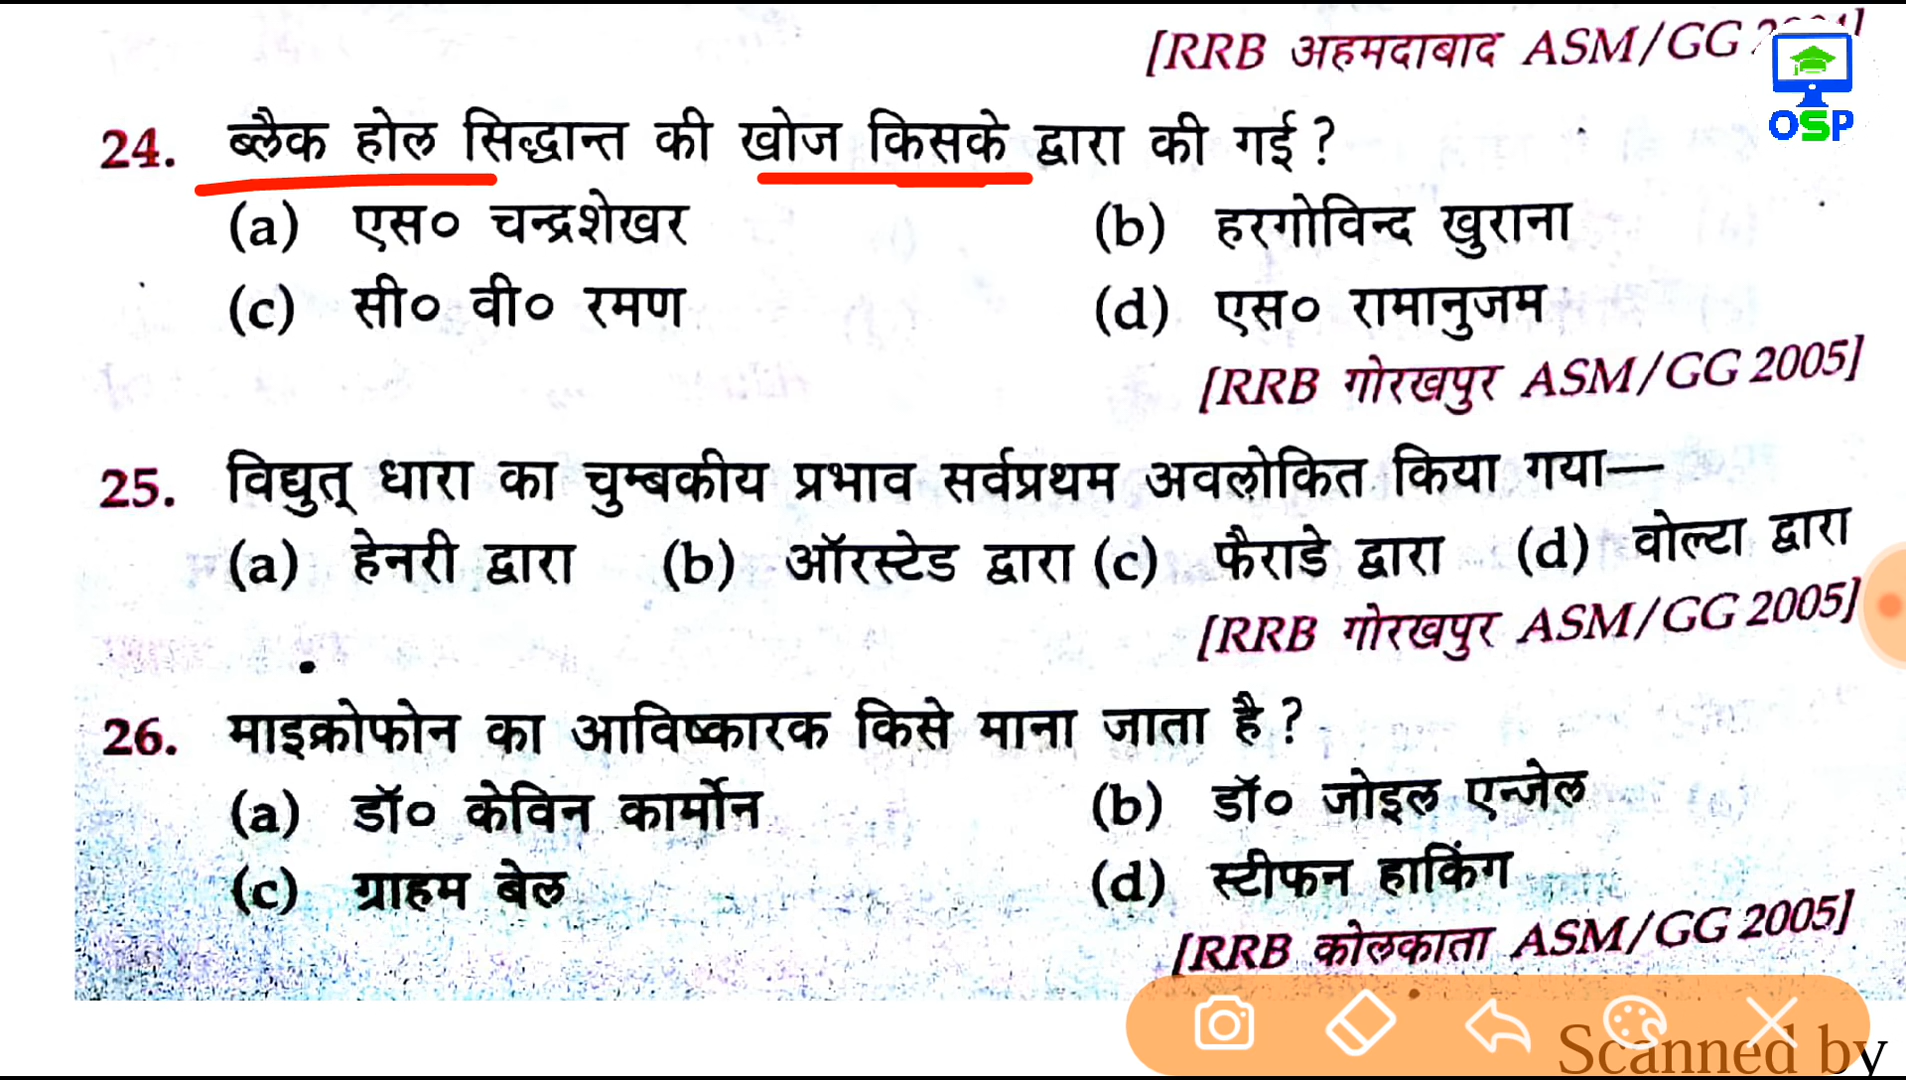 [RRB अहमदाबाद ASM/GG
OSP
24. ब्लैक होल सिद्धान्त की खोज किसके द्वारा की गई ?
(a) एस० चन्द्रशेखर (b) हरगोविन्द खुराना
(c) सी० वी० रमण (d) एस० रामानुजम
[RRB गोरखपुर ASM/GG 2005]
25. विद्युत् धारा का चुम्बकीय प्रभाव सर्वप्रथम अवलोकित किया गया—
(a) हेनरी द्वारा (b) ऑरस्टेड द्वारा (c) फैराडे द्वारा (d) वोल्टा द्वारा
[RRB गोरखपुर ASM/GG 2005]
26. माइक्रोफोन का आविष्कारक किसे माना जाता है ?
(a) डॉ० केविन कार्मोन (b) डॉ० जोइल एन्जेल
(c) ग्राहम बेल (d) स्टीफन हाकिंग
[RRB कोलकाता ASM/GG 2005]
Scanned by